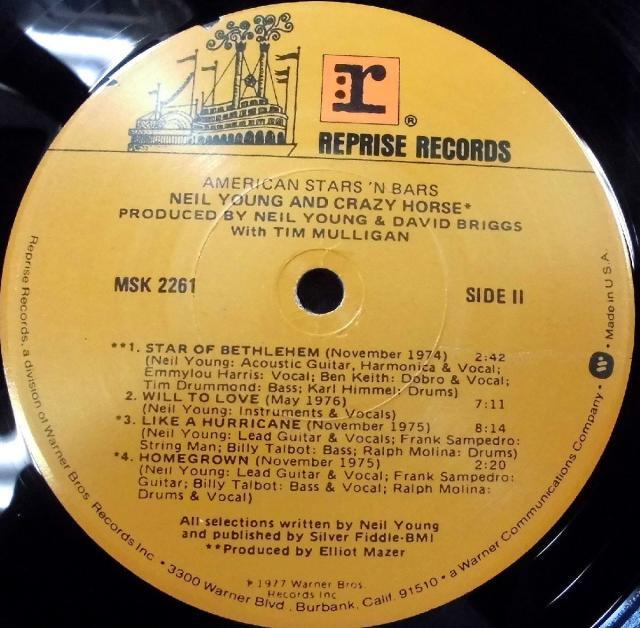 r
®
REPRISE RECORDS
AMERICAN STARS 'N BARS
NEIL YOUNG AND CRAZY HORSE*
PRODUCED BY NEIL YOUNG & DAVID BRIGGS
With TIM MULLIGAN
MSK 2261
SIDE II
**1. STAR OF BETHLEHEM (November 1974) 2:42
(Neil Young: Acoustic Guitar, Harmonica & Vocal;
Emmylou Harris: Vocal; Ben Keith: Dobro & Vocal;
Tim Drummond: Bass; Karl Himmel: Drums)
2. WILL TO LOVE (May 1976) 7:11
(Neil Young: Instruments & Vocals)
*3. LIKE A HURRICANE (November 1975) 8:14
(Neil Young: Lead Guitar & Vocals; Frank Sampedro:
String Man; Billy Talbot: Bass; Ralph Molina: Drums)
*4. HOMEGROWN (November 1975) 2:20
(Neil Young: Lead Guitar & Vocal; Frank Sampedro:
Guitar; Billy Talbot: Bass & Vocal; Ralph Molina:
Drums & Vocal)
All selections written by Neil Young
and published by Silver Fiddle-BMI
**Produced by Elliot Mazer
℗ 1977 Warner Bros.
Records Inc.
Reprise Records, a division of Warner Bros. Records Inc • 3300 Warner Blvd., Burbank, Calif. 91510 • a Warner Communications Company • W • Made in U.S.A.